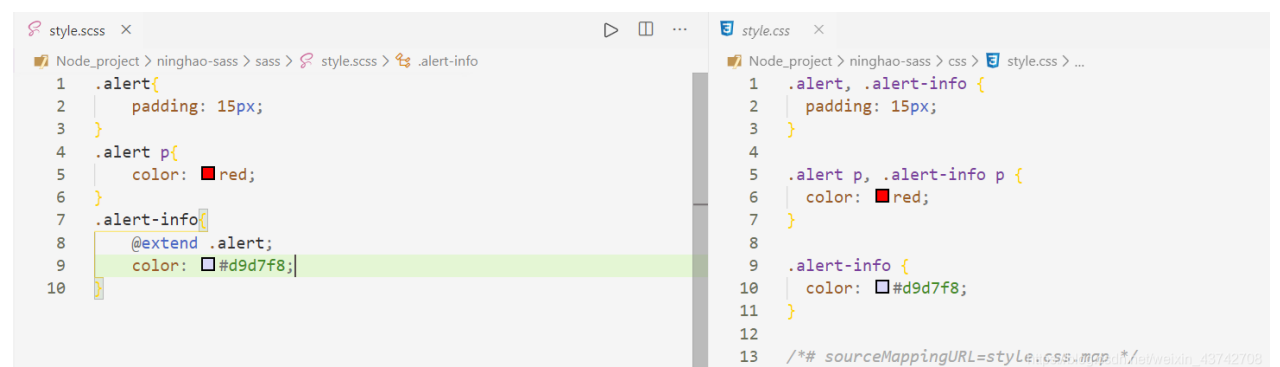 style.scss ×
Node_project > ninghao-sass > sass > style.scss > .alert-info
1 .alert{
2 padding: 15px;
3 }
4 .alert p{
5 color: red;
6 }
7 .alert-info{
8 @extend .alert;
9 color: #d9d7f8;
10 }
style.css ×
Node_project > ninghao-sass > css > style.css > ...
1 .alert, .alert-info {
2 padding: 15px;
3 }
4
5 .alert p, .alert-info p {
6 color: red;
7 }
8
9 .alert-info {
10 color: #d9d7f8;
11 }
12
13 /*# sourceMappingURL=style.css.map */